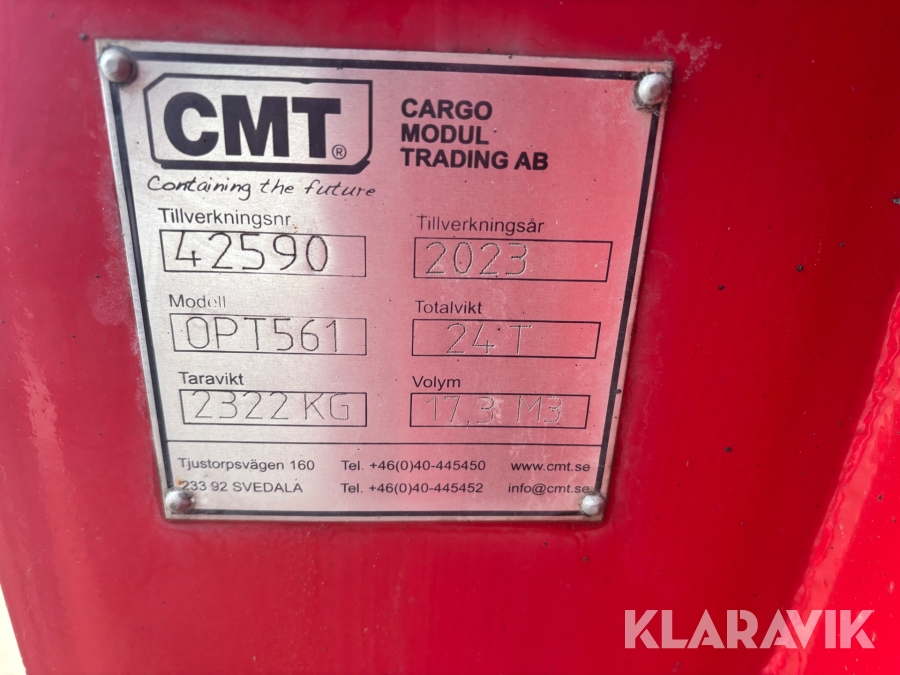 CMT®
CARGO
MODUL
TRADING AB
Containing the future
Tillverkningsnr.
42590
Tillverkningsår
2023
Modell
OPT561
Totalvikt
24 T
Taravikt
2322 KG
Volym
17,3 M3
Tjustorpsvägen 160 Tel. +46(0)40-445450 www.cmt.se
233 92 SVEDALA Tel. +46(0)40-445452 info@cmt.se
KLARAVIK